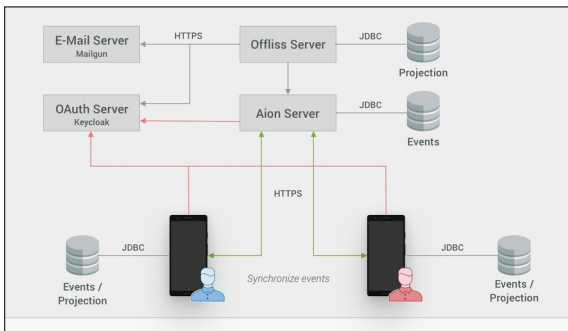 E-Mail Server
Mailgun
HTTPS
Offliss Server
JDBC
Projection
OAuth Server
Keycloak
Aion Server
JDBC
Events
HTTPS
JDBC
JDBC
Events /
Projection
Synchronize events
Events /
Projection